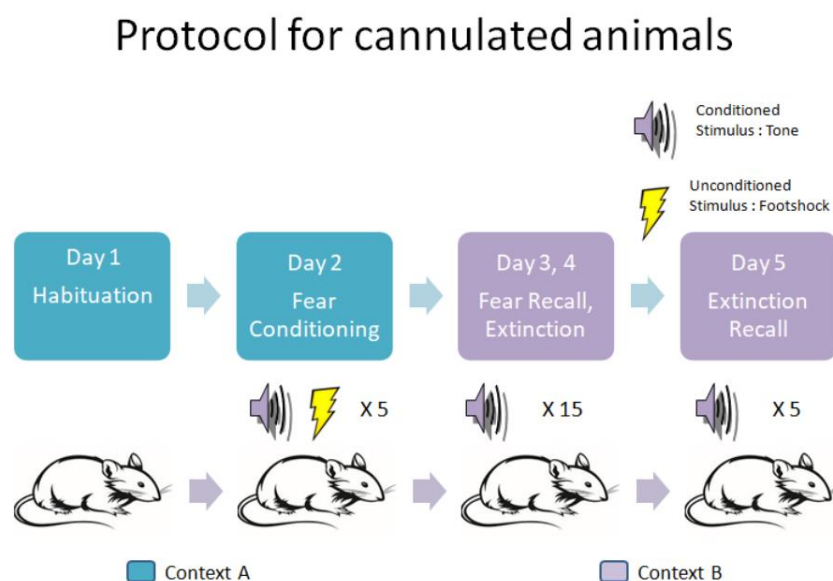 Protocol for cannulated animals
Conditioned
Stimulus : Tone
Unconditioned
Stimulus : Footshock
Day 1
Habituation
Day 2
Fear
Conditioning
Day 3, 4
Fear Recall,
Extinction
Day 5
Extinction
Recall
X 5
X 15
X 5
Context A
Context B